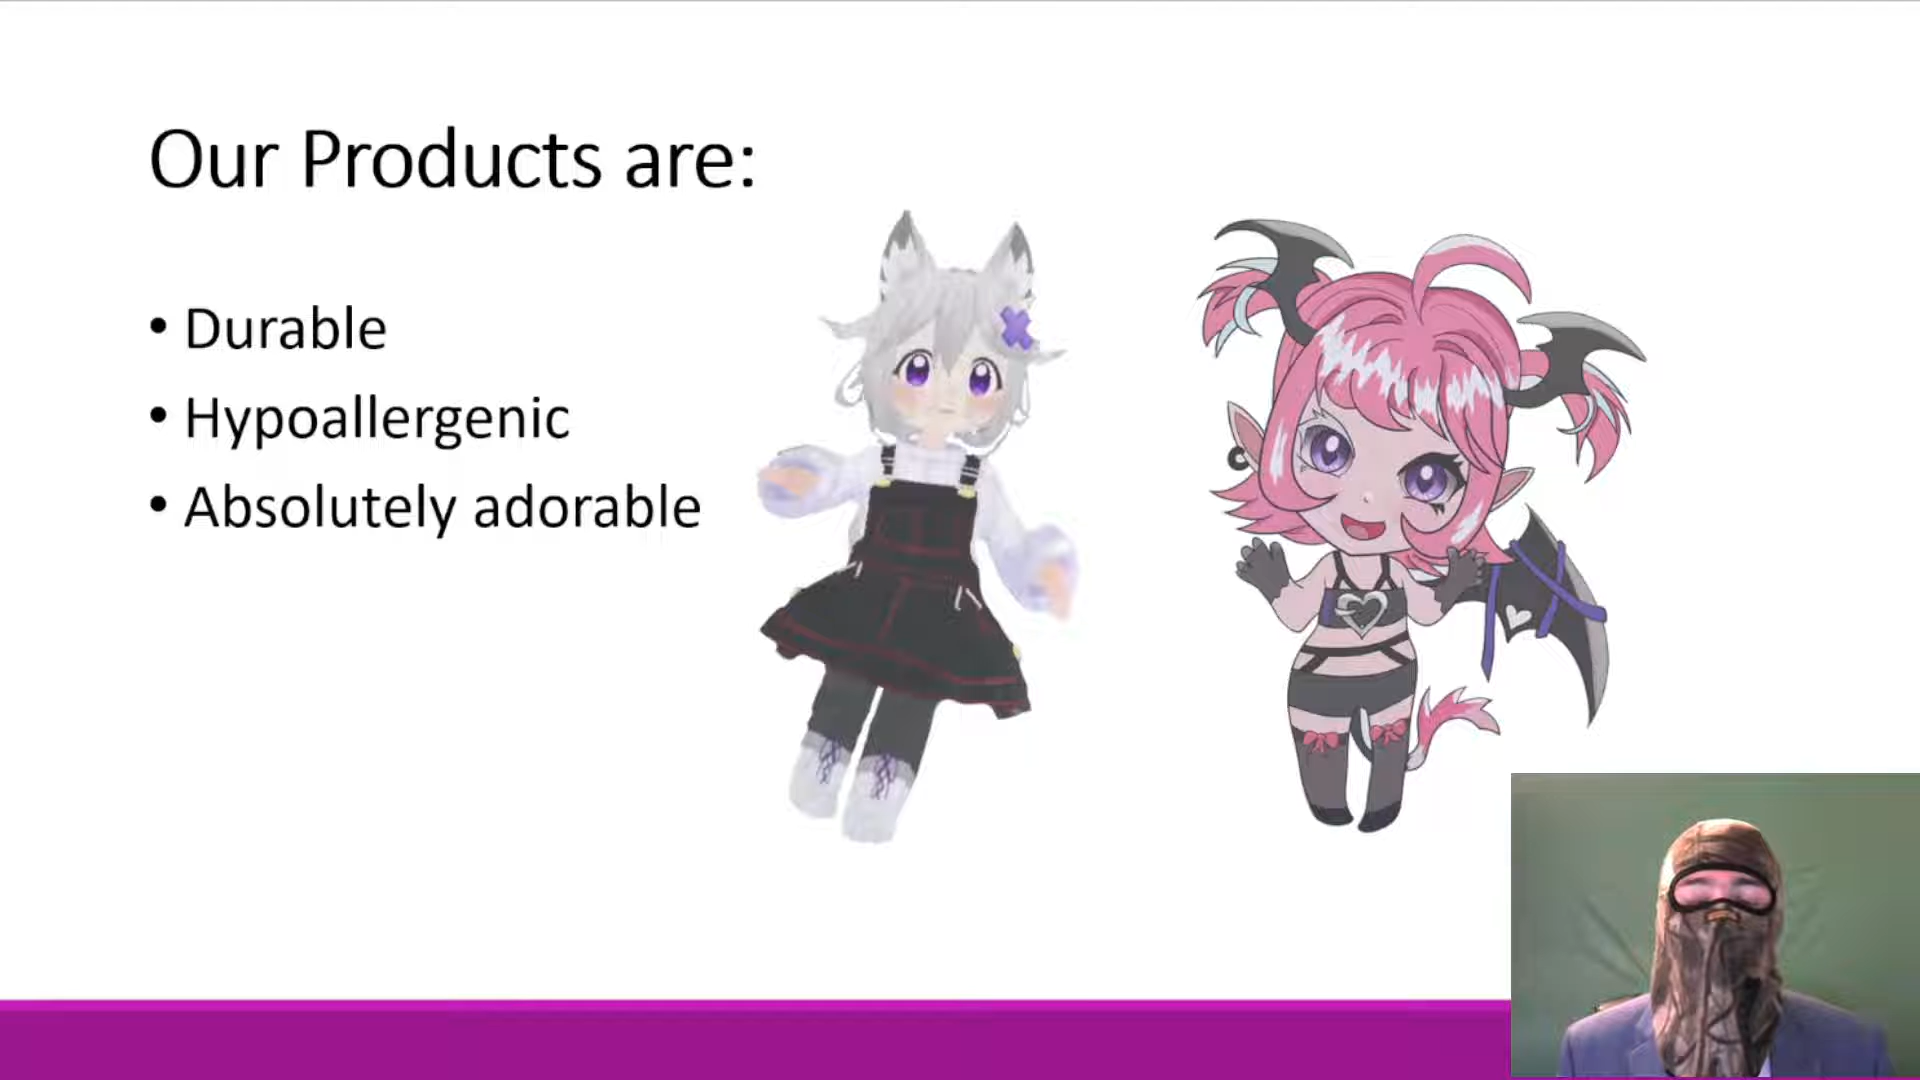 Our Products are:
• Durable
• Hypoallergenic
• Absolutely adorable